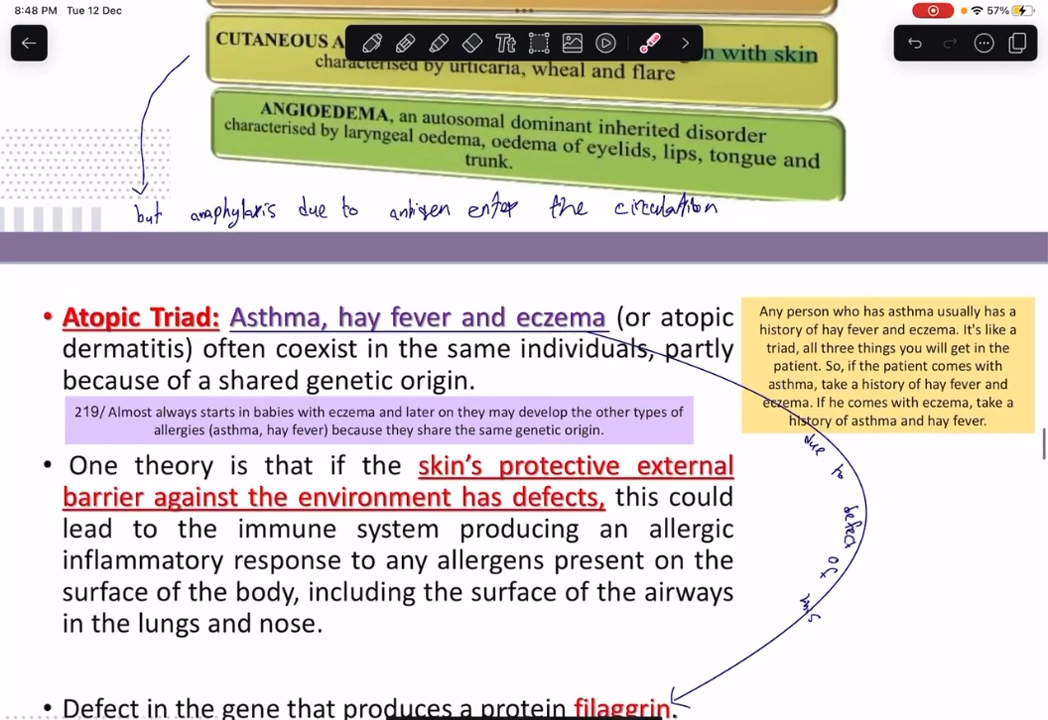 8:48 PM Tue 12 Dec
57%
CUTANEOUS A
Tt
n with skin
characterised by urticaria, wheal and flare
ANGIOEDEMA, an autosomal dominant inherited disorder
characterised by laryngeal oedema, oedema of eyelids, lips, tongue and
trunk.
but anaphylaxis due to antigen enter the circulation
• Atopic Triad: Asthma, hay fever and eczema (or atopic
dermatitis) often coexist in the same individuals, partly
because of a shared genetic origin.
219/ Almost always starts in babies with eczema and later on they may develop the other types of
allergies (asthma, hay fever) because they share the same genetic origin.
Any person who has asthma usually has a
history of hay fever and eczema. It's like a
triad, all three things you will get in the
patient. So, if the patient comes with
asthma, take a history of hay fever and
eczema. If he comes with eczema, take a
history of asthma and hay fever.
due to defect of
• One theory is that if the skin's protective external
barrier against the environment has defects, this could
lead to the immune system producing an allergic
inflammatory response to any allergens present on the
surface of the body, including the surface of the airways
in the lungs and nose.
• Defect in the gene that produces a protein filaggrin.